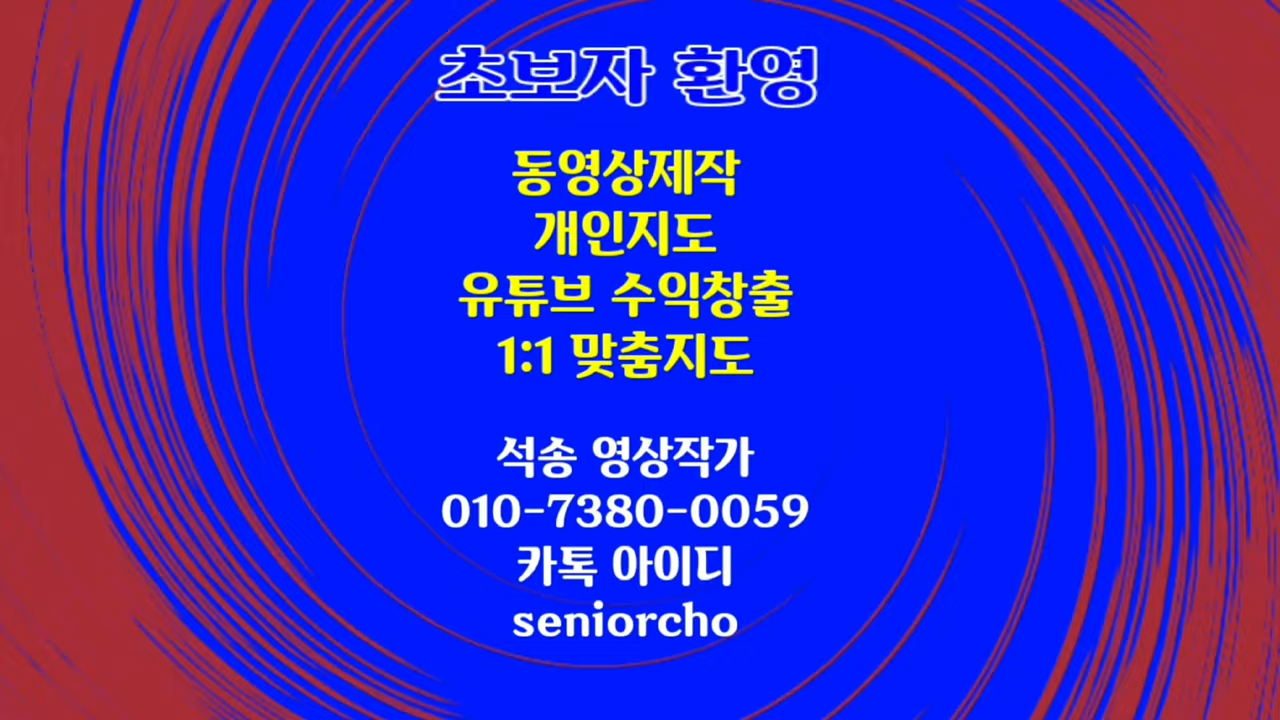 초보자 환영
동영상제작
개인지도
유튜브 수익창출
1:1 맞춤지도
석송 영상작가
010-7380-0059
카톡 아이디
seniorcho